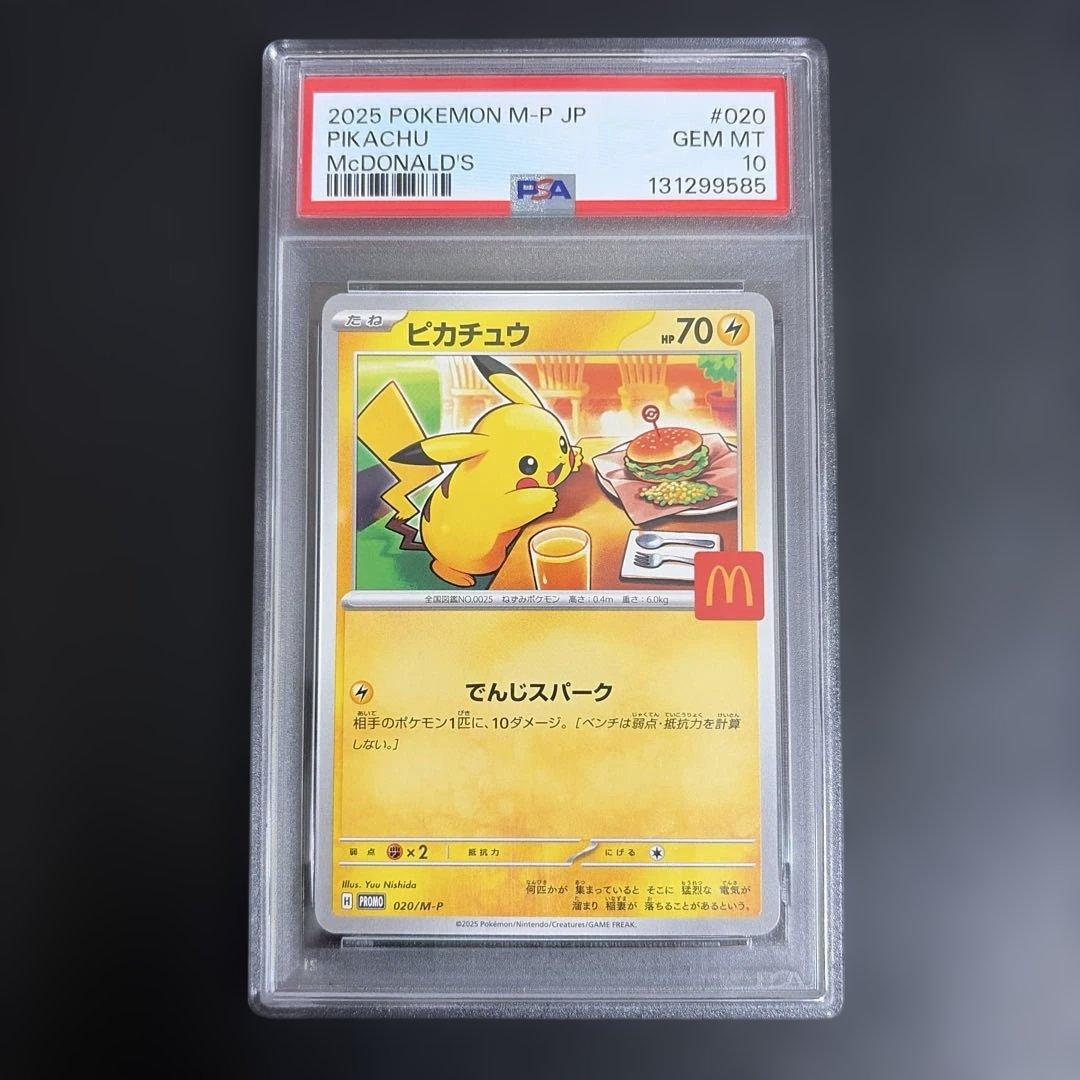 2025 POKEMON M-P JP #020
PIKACHU GEM MT
McDONALD'S 10
PSA 131299585
たね ピカチュウ HP70
全国図鑑NO.0025 ねずみポケモン 高さ:0.4m 重さ:6.0kg
でんじスパーク
相手のポケモン1匹に、10ダメージ。[ベンチは弱点・抵抗力を計算
しない。]
弱点 ×2 抵抗力 にげる
Illus. Yuu Nishida
何匹かが 集まっていると そこに 猛烈な 電気が
H PROMO 020/M-P
溜まり 稲妻が 落ちることがあるという。
©2025 Pokémon/Nintendo/Creatures/GAME FREAK.